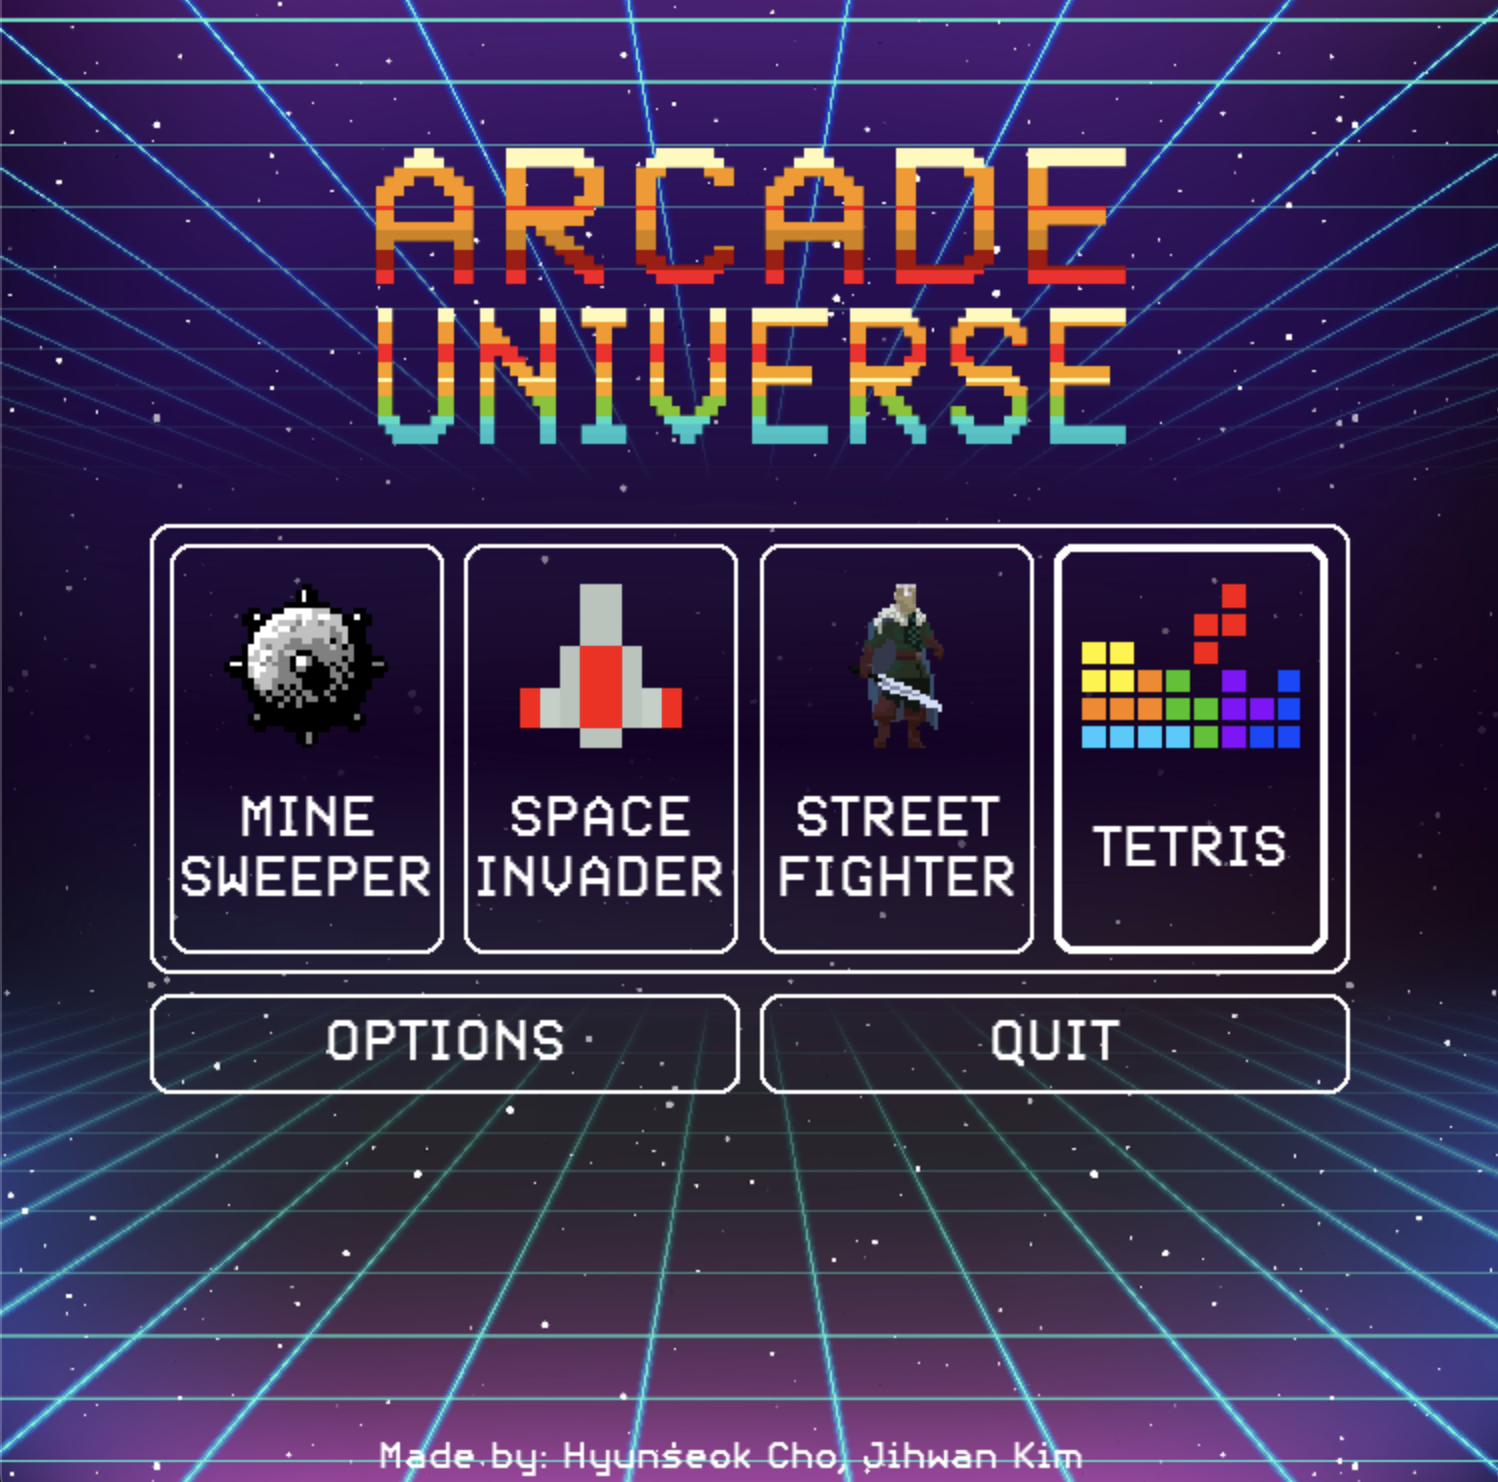 ARCADE
UNIVERSE
MINE
SWEEPER
SPACE
INVADER
STREET
FIGHTER
TETRIS
OPTIONS
QUIT
Made by: Hyunseok Cho, Jihwan Kim